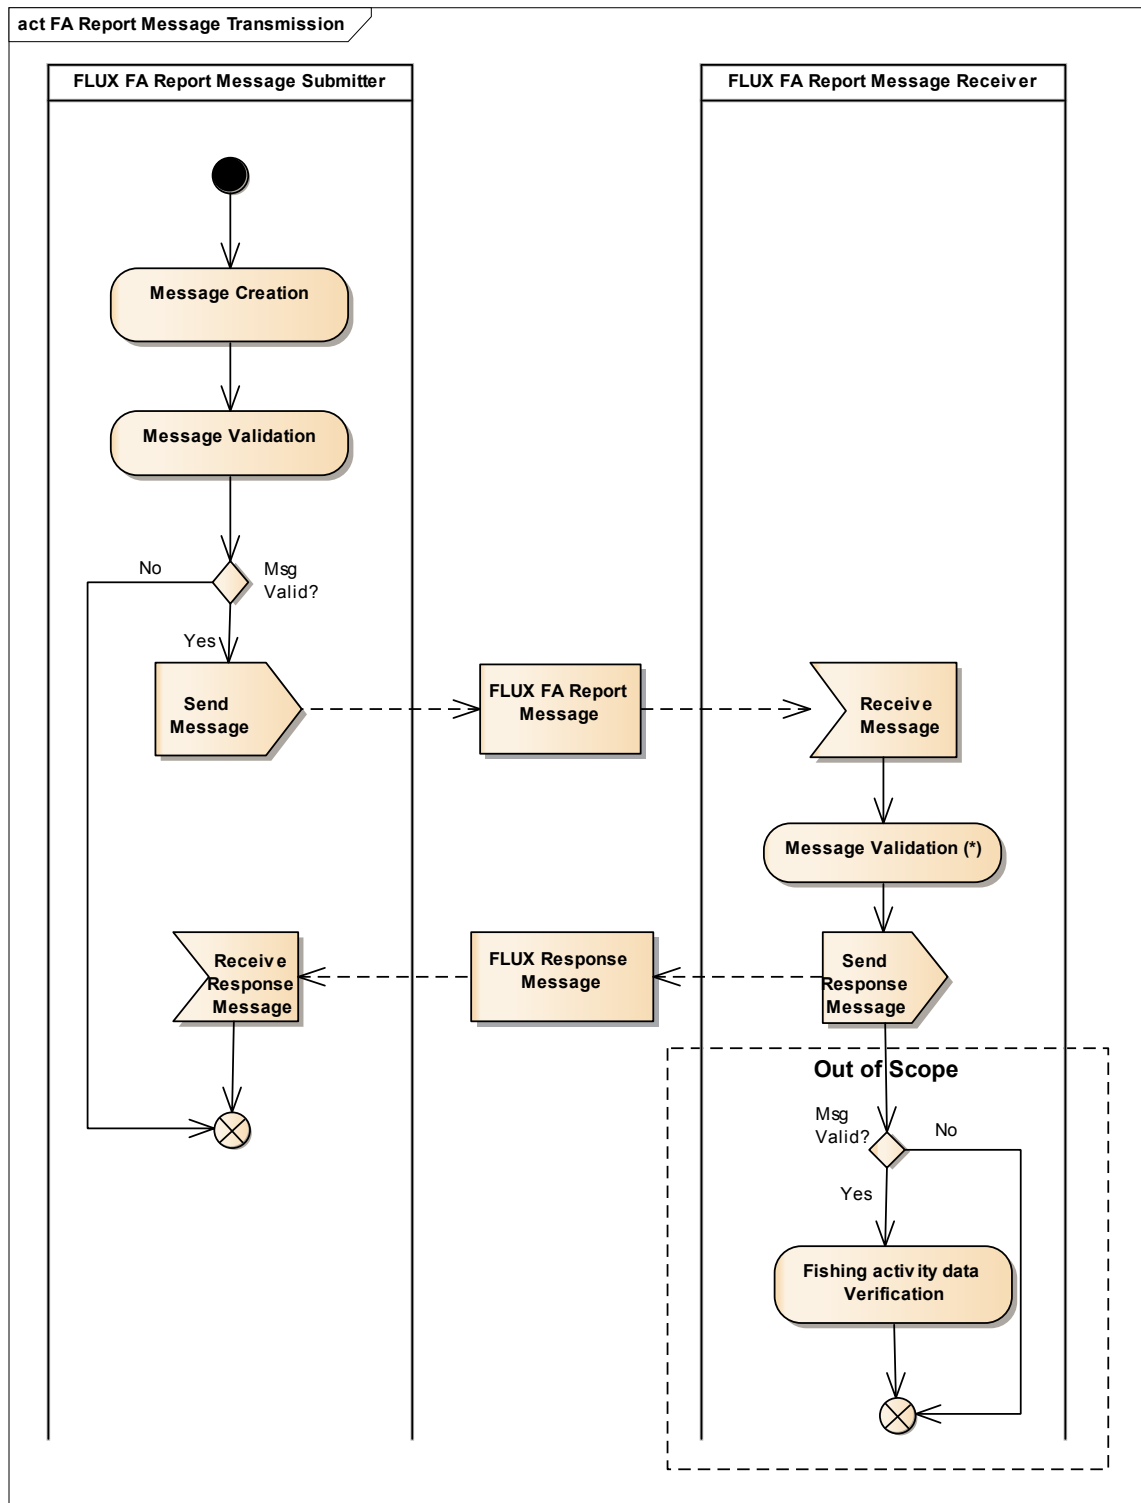 act FA Report Message Transmission
FLUX FA Report Message Submitter
FLUX FA Report Message Receiver
Message Creation
Message Validation
No
Msg
Valid?
Yes
Send
Message
FLUX FA Report
Message
Receive
Message
Message Validation (*)
Receive
Response
Message
FLUX Response
Message
Send
Response
Message
Out of Scope
Msg
Valid?
No
Yes
Fishing activity data
Verification